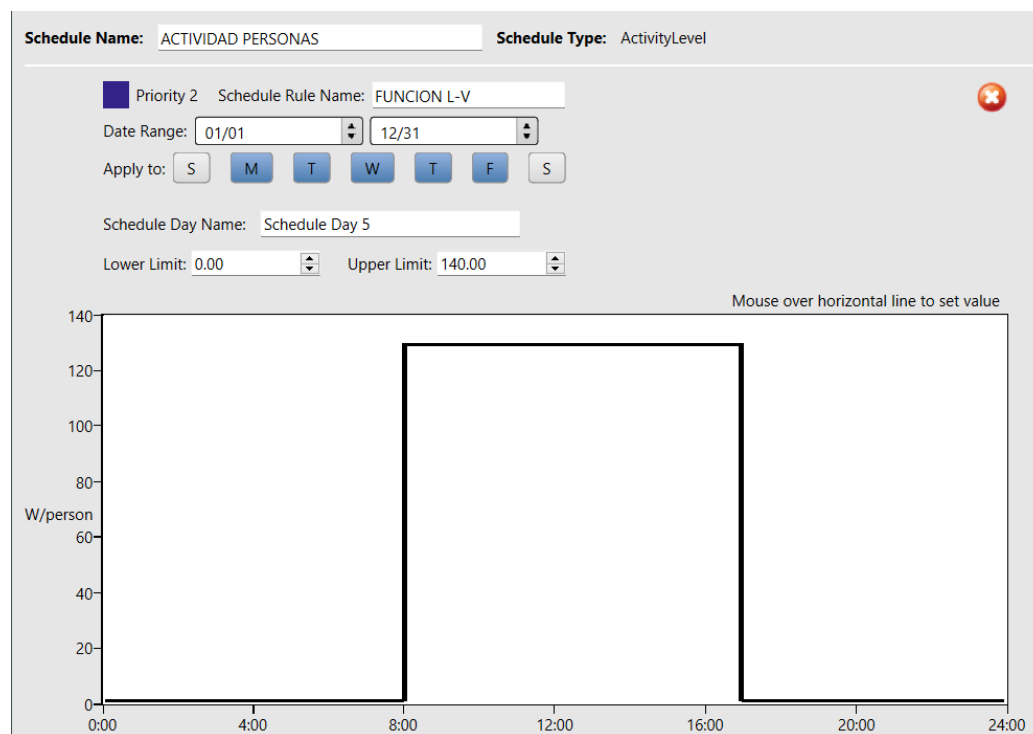 Schedule Name: ACTIVIDAD PERSONAS Schedule Type: ActivityLevel
Priority 2 Schedule Rule Name: FUNCION L-V
Date Range: 01/01 12/31
Apply to: S M T W T F S
Schedule Day Name: Schedule Day 5
Lower Limit: 0.00 Upper Limit: 140.00
Mouse over horizontal line to set value
140
120
100
80
W/person
60
40
20
0
0:00 4:00 8:00 12:00 16:00 20:00 24:00